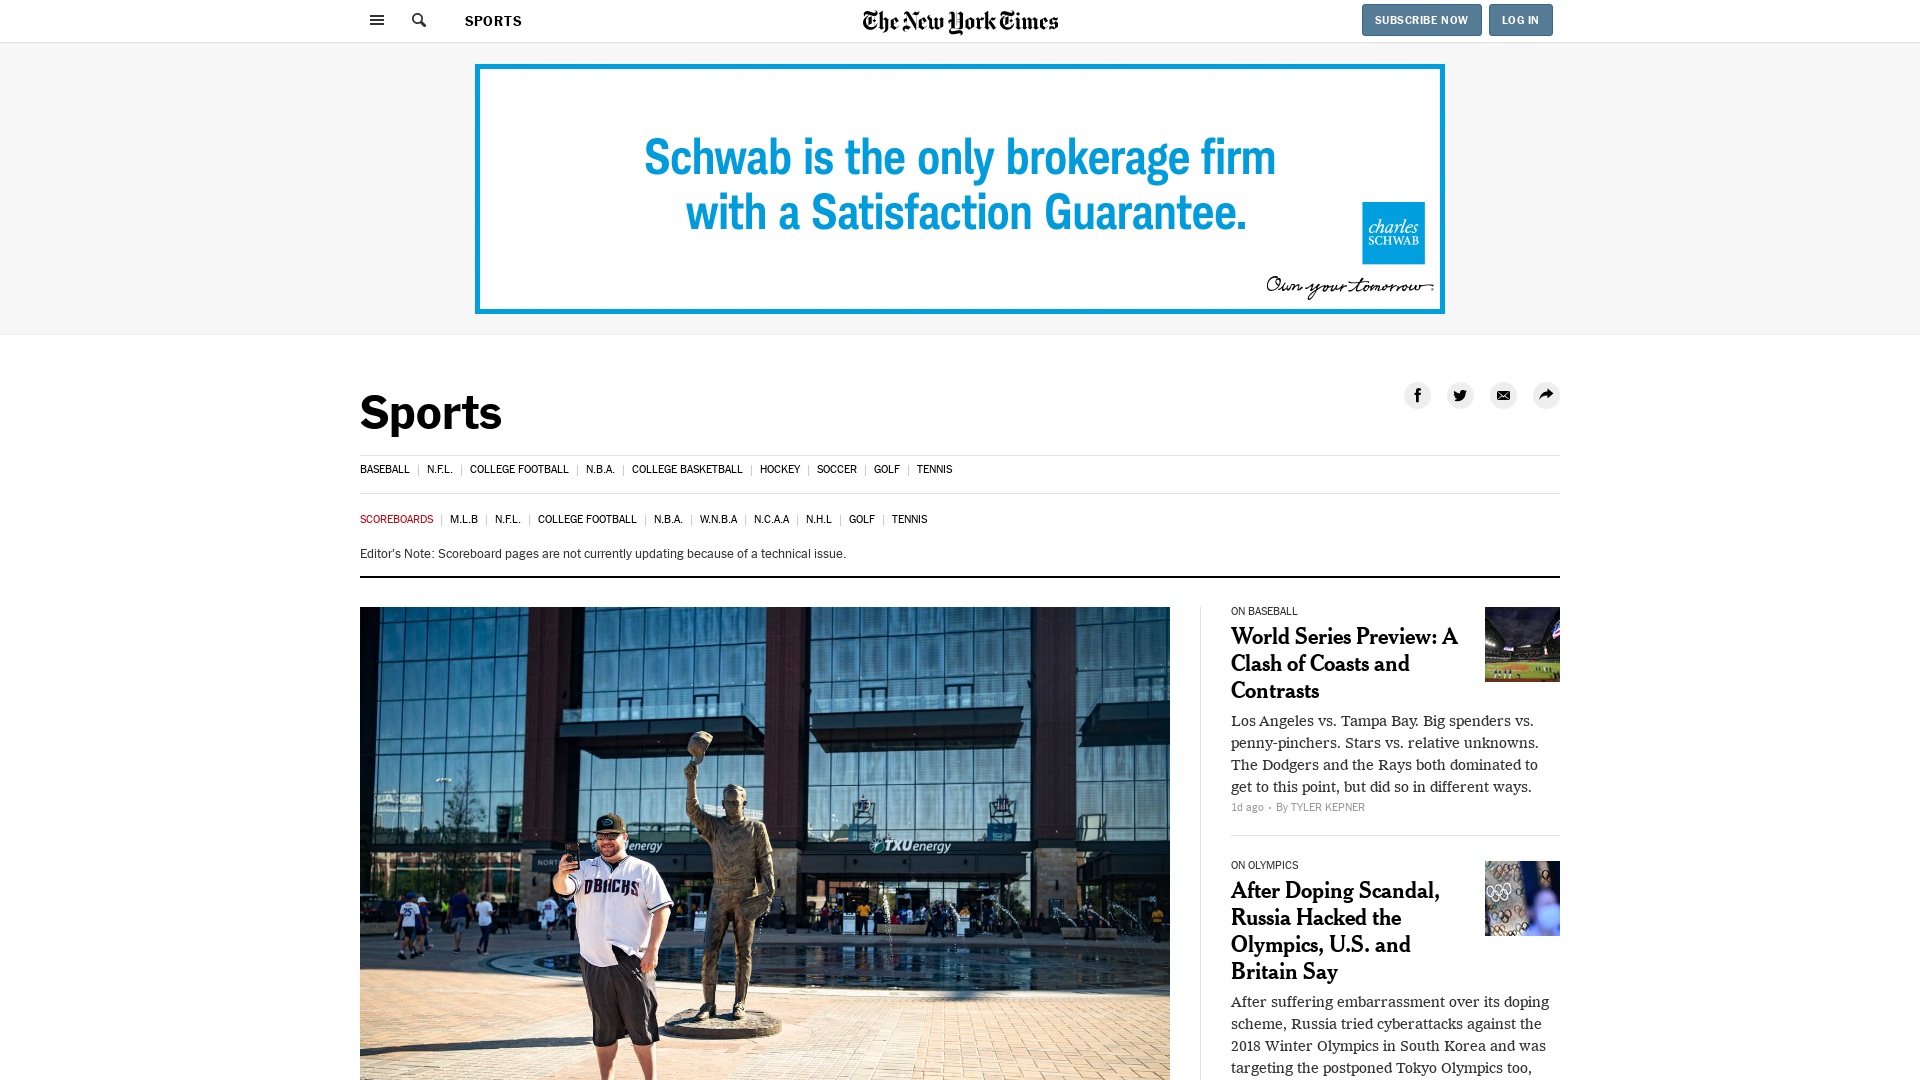 SPORTS
The New York Times
SUBSCRIBE NOW
LOG IN
Schwab is the only brokerage firm
with a Satisfaction Guarantee.
charles
SCHWAB
Own your tomorrow.
Sports
BASEBALL
N.F.L.
COLLEGE FOOTBALL
N.B.A.
COLLEGE BASKETBALL
HOCKEY
SOCCER
GOLF
TENNIS
SCOREBOARDS
M.L.B
N.F.L.
COLLEGE FOOTBALL
N.B.A.
W.N.B.A
N.C.A.A
N.H.L
GOLF
TENNIS
Editor's Note: Scoreboard pages are not currently updating because of a technical issue.
NORTH
energy
TXU energy
DBACKS
ON BASEBALL
World Series Preview: A
Clash of Coasts and
Contrasts
Los Angeles vs. Tampa Bay. Big spenders vs.
penny-pinchers. Stars vs. relative unknowns.
The Dodgers and the Rays both dominated to
get to this point, but did so in different ways.
1d ago • By TYLER KEPNER
ON OLYMPICS
After Doping Scandal,
Russia Hacked the
Olympics, U.S. and
Britain Say
After suffering embarrassment over its doping
scheme, Russia tried cyberattacks against the
2018 Winter Olympics in South Korea and was
targeting the postponed Tokyo Olympics too,